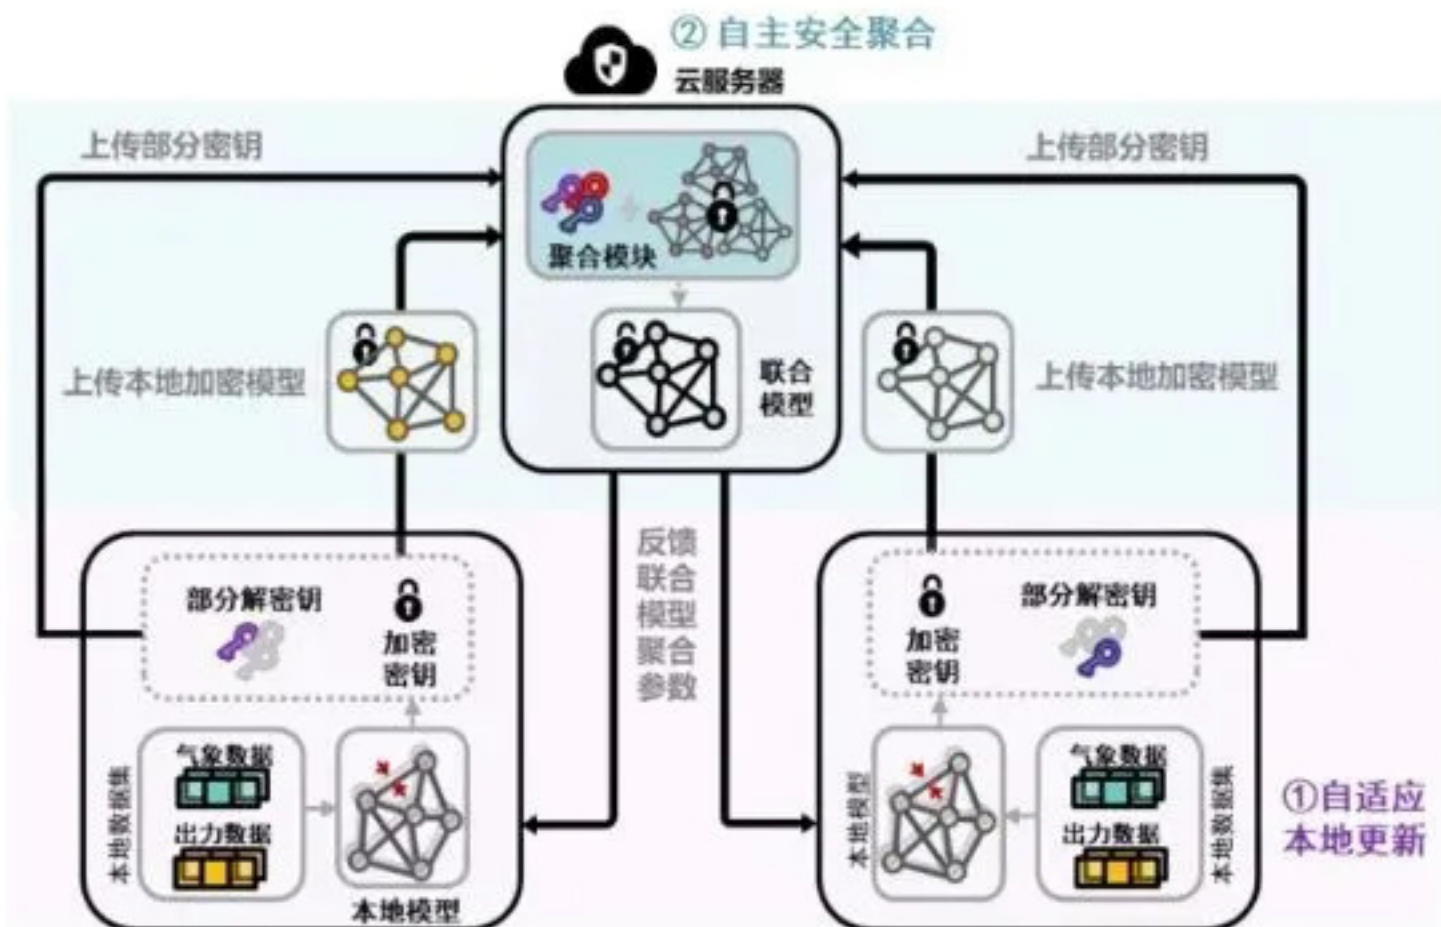 ② 自主安全聚合
云服务器
上传部分密钥
上传部分密钥
聚合模块
上传本地加密模型
联合
模型
上传本地加密模型
反馈
联合
模型
聚合
参数
部分解密钥
加密
密钥
加密
密钥
部分解密钥
本地数据集
气象数据
出力数据
本地模型
本地模型
气象数据
出力数据
本地数据集
①自适应
本地更新